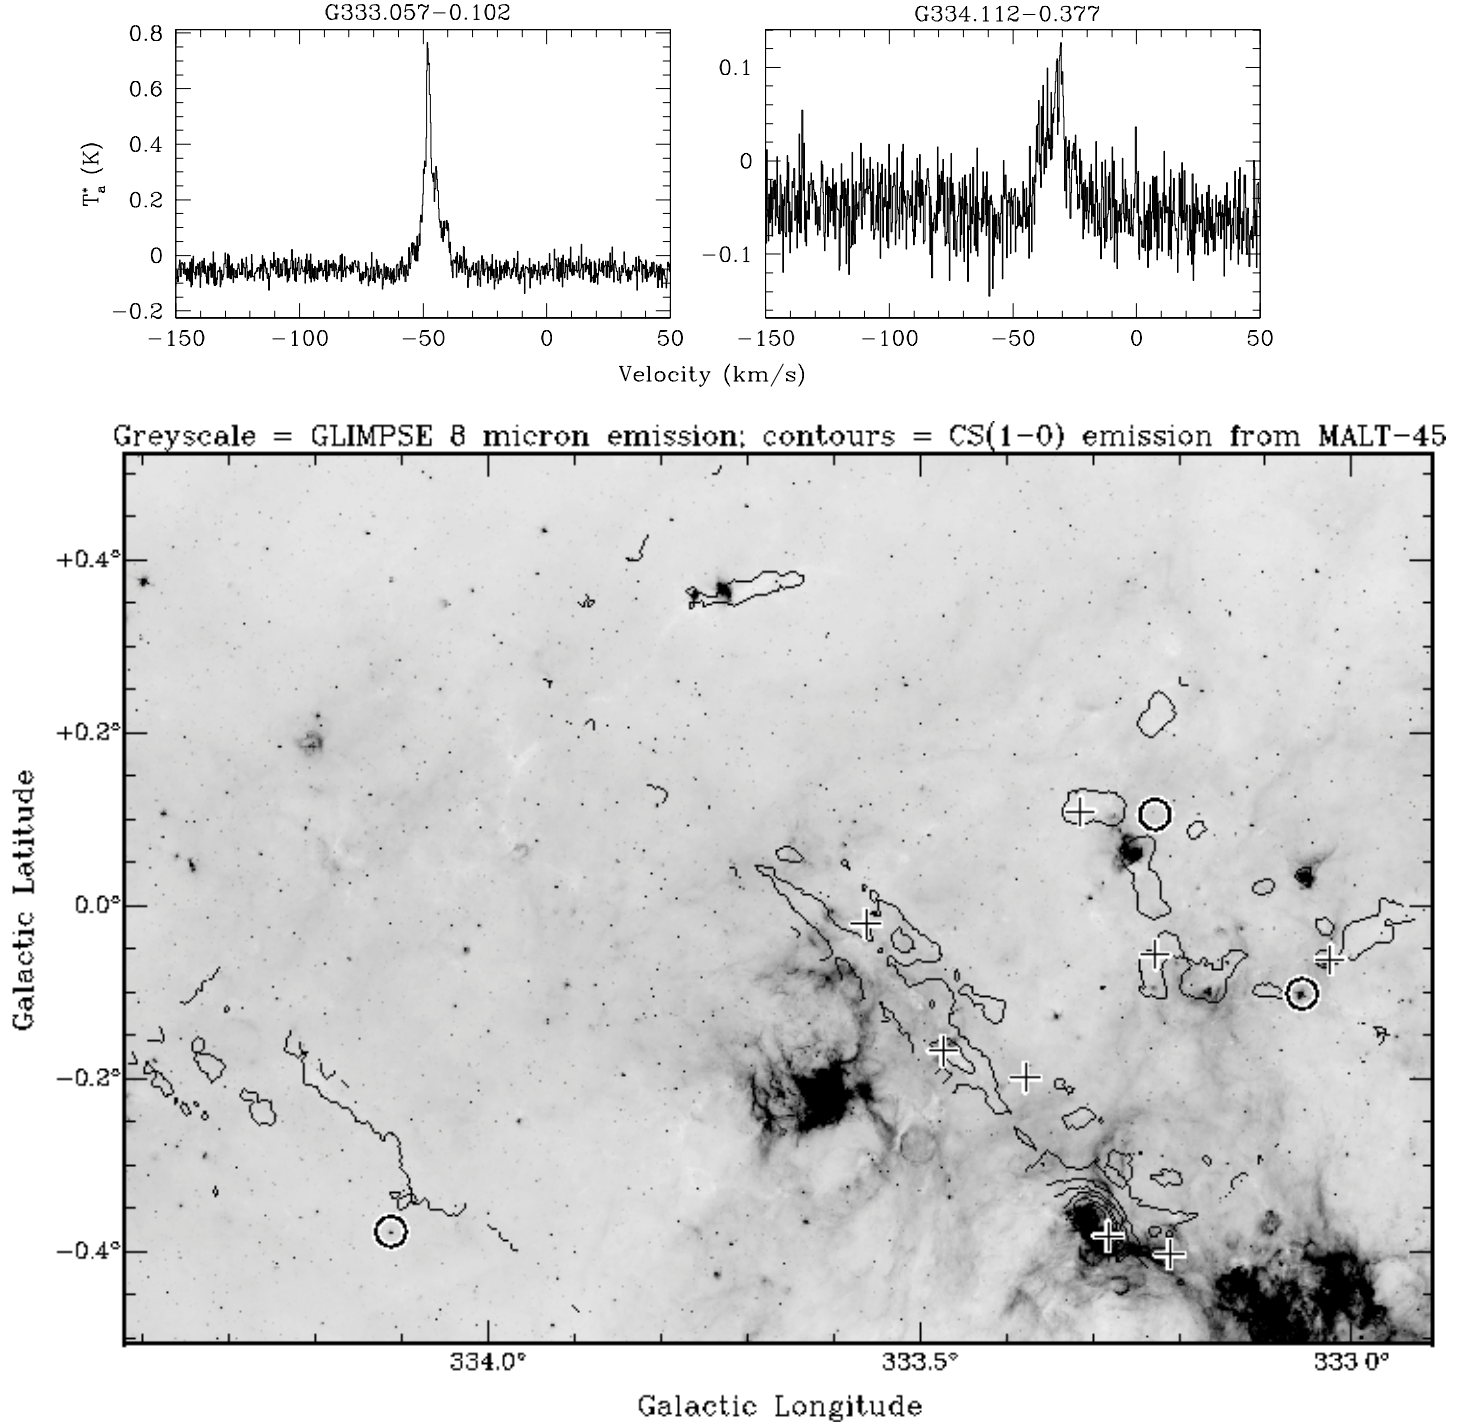 G333.057−0.102
G334.112−0.377
0.8
0.6
0.4
0.2
0
−0.2
T*a (K)
0.1
0
−0.1
−150 −100 −50 0 50
−150 −100 −50 0 50
Velocity (km/s)
Greyscale = GLIMPSE 8 micron emission; contours = CS(1−0) emission from MALT−45
+0.4°
+0.2°
0.0°
−0.2°
−0.4°
Galactic Latitude
334.0° 333.5° 333.0°
Galactic Longitude